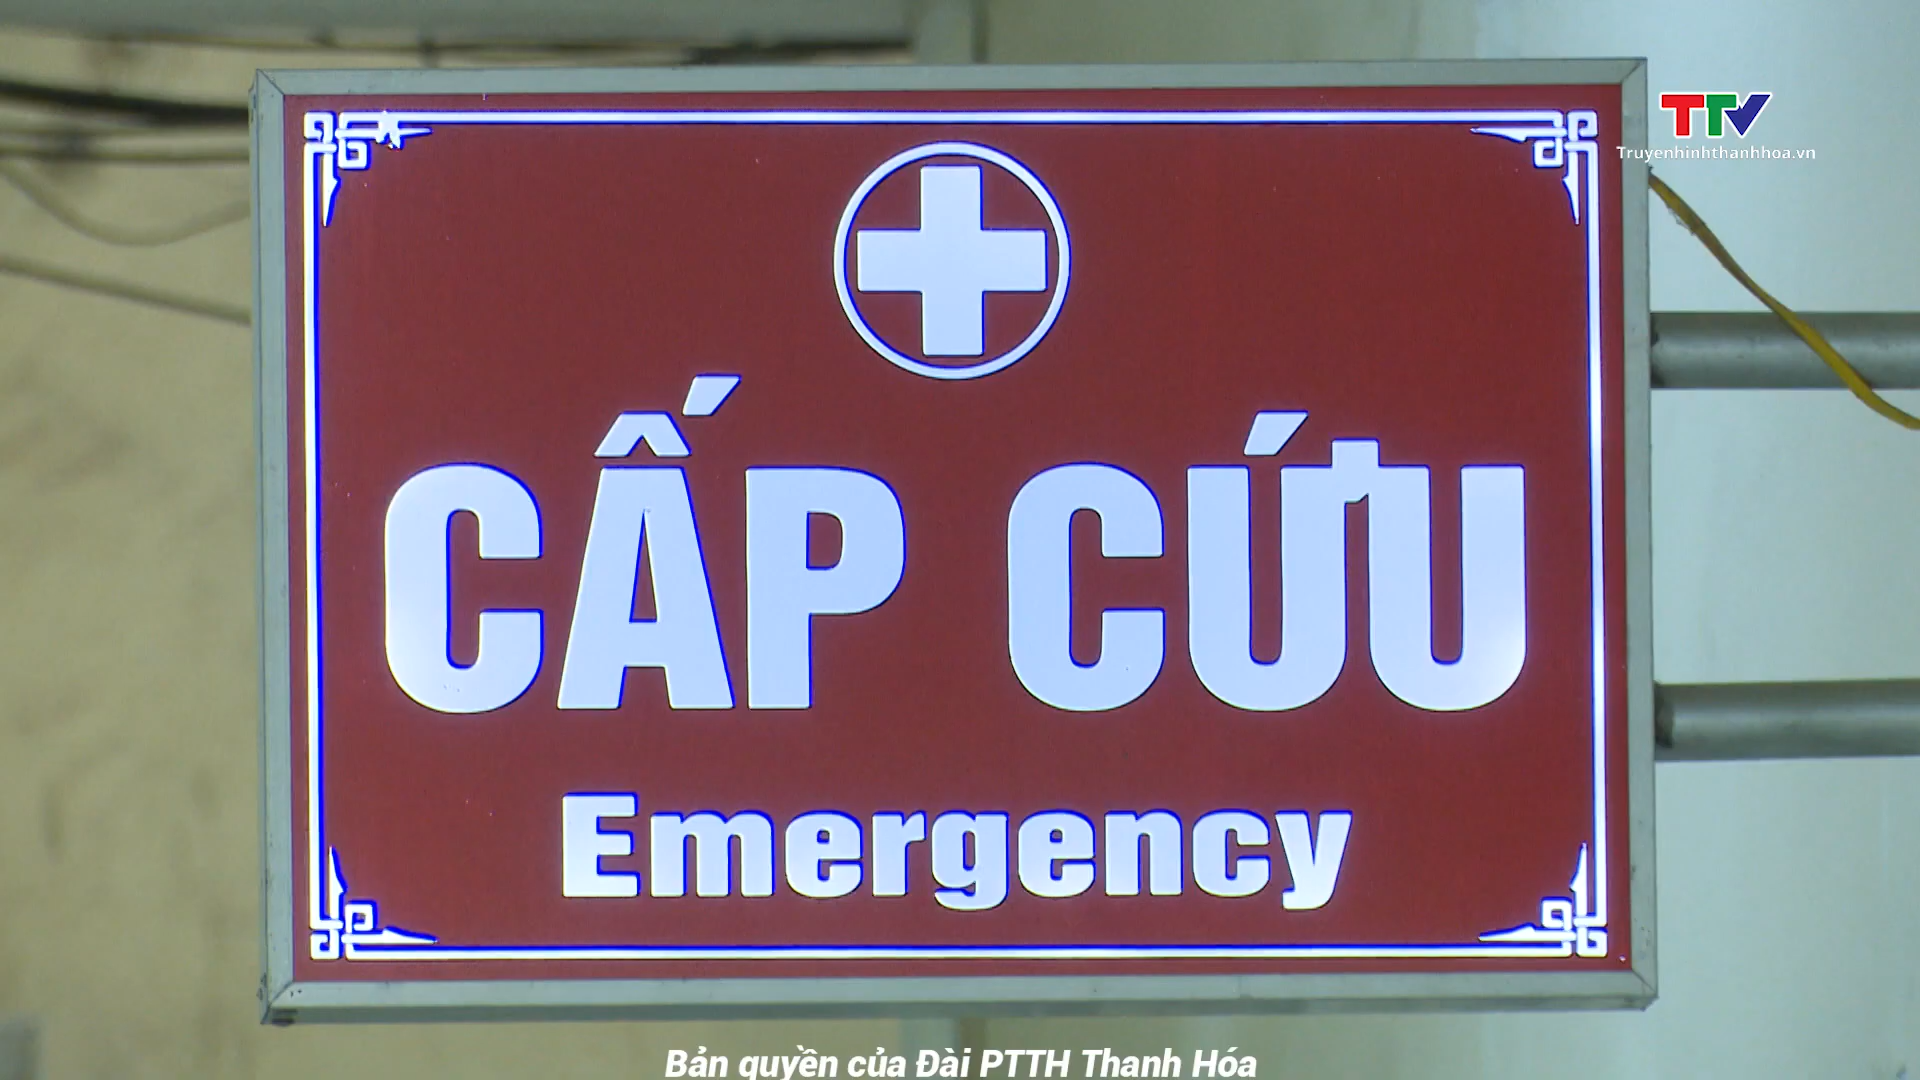 TTV
Truyenhinhthanhhoa.vn
CẤP CỨU
Emergency
Bản quyền của Đài PTTH Thanh Hóa